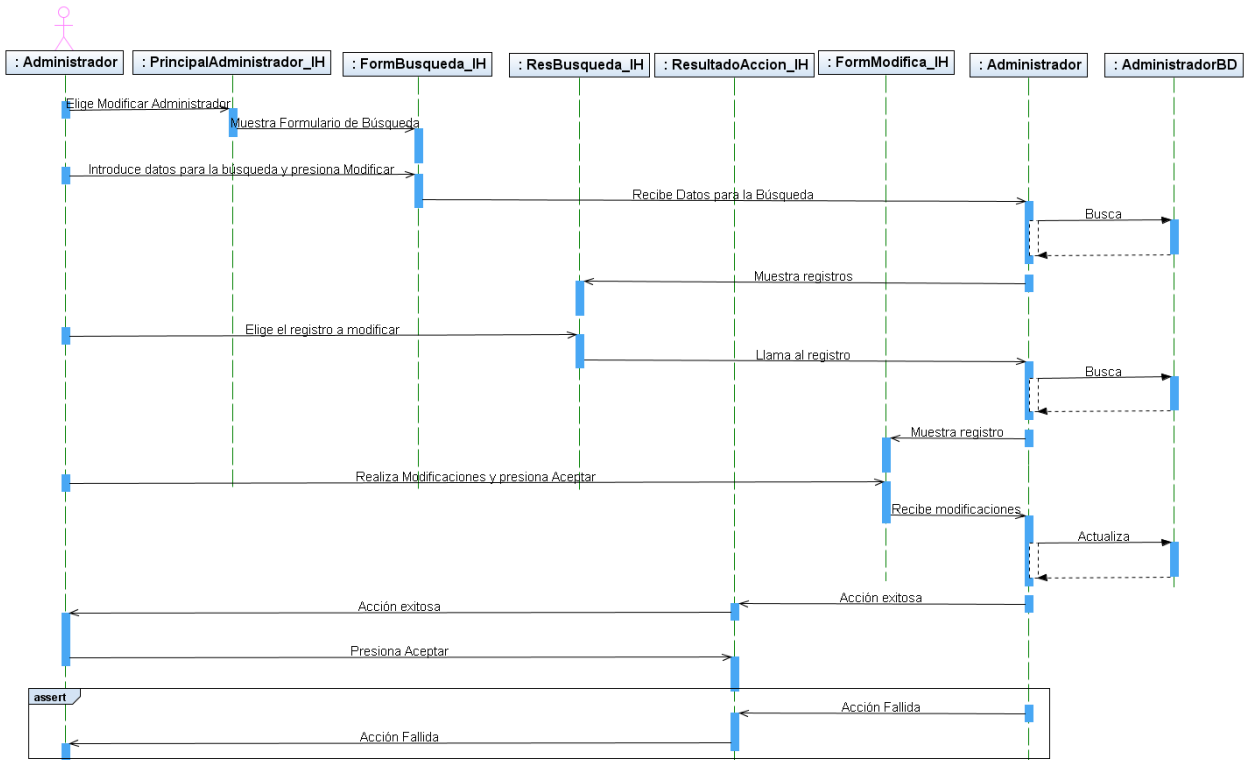 : Administrador
: PrincipalAdministrador_IH
: FormBusqueda_IH
: ResBusqueda_IH
: ResultadoAccion_IH
: FormModifica_IH
: Administrador
: AdministradorBD
Elige Modificar Administrador
Muestra Formulario de Búsqueda
Introduce datos para la búsqueda y presiona Modificar
Recibe Datos para la Búsqueda
Busca
Muestra registros
Elige el registro a modificar
Llama al registro
Busca
Muestra registro
Realiza Modificaciones y presiona Aceptar
Recibe modificaciones
Actualiza
Acción exitosa
Acción exitosa
Presiona Aceptar
assert
Acción Fallida
Acción Fallida